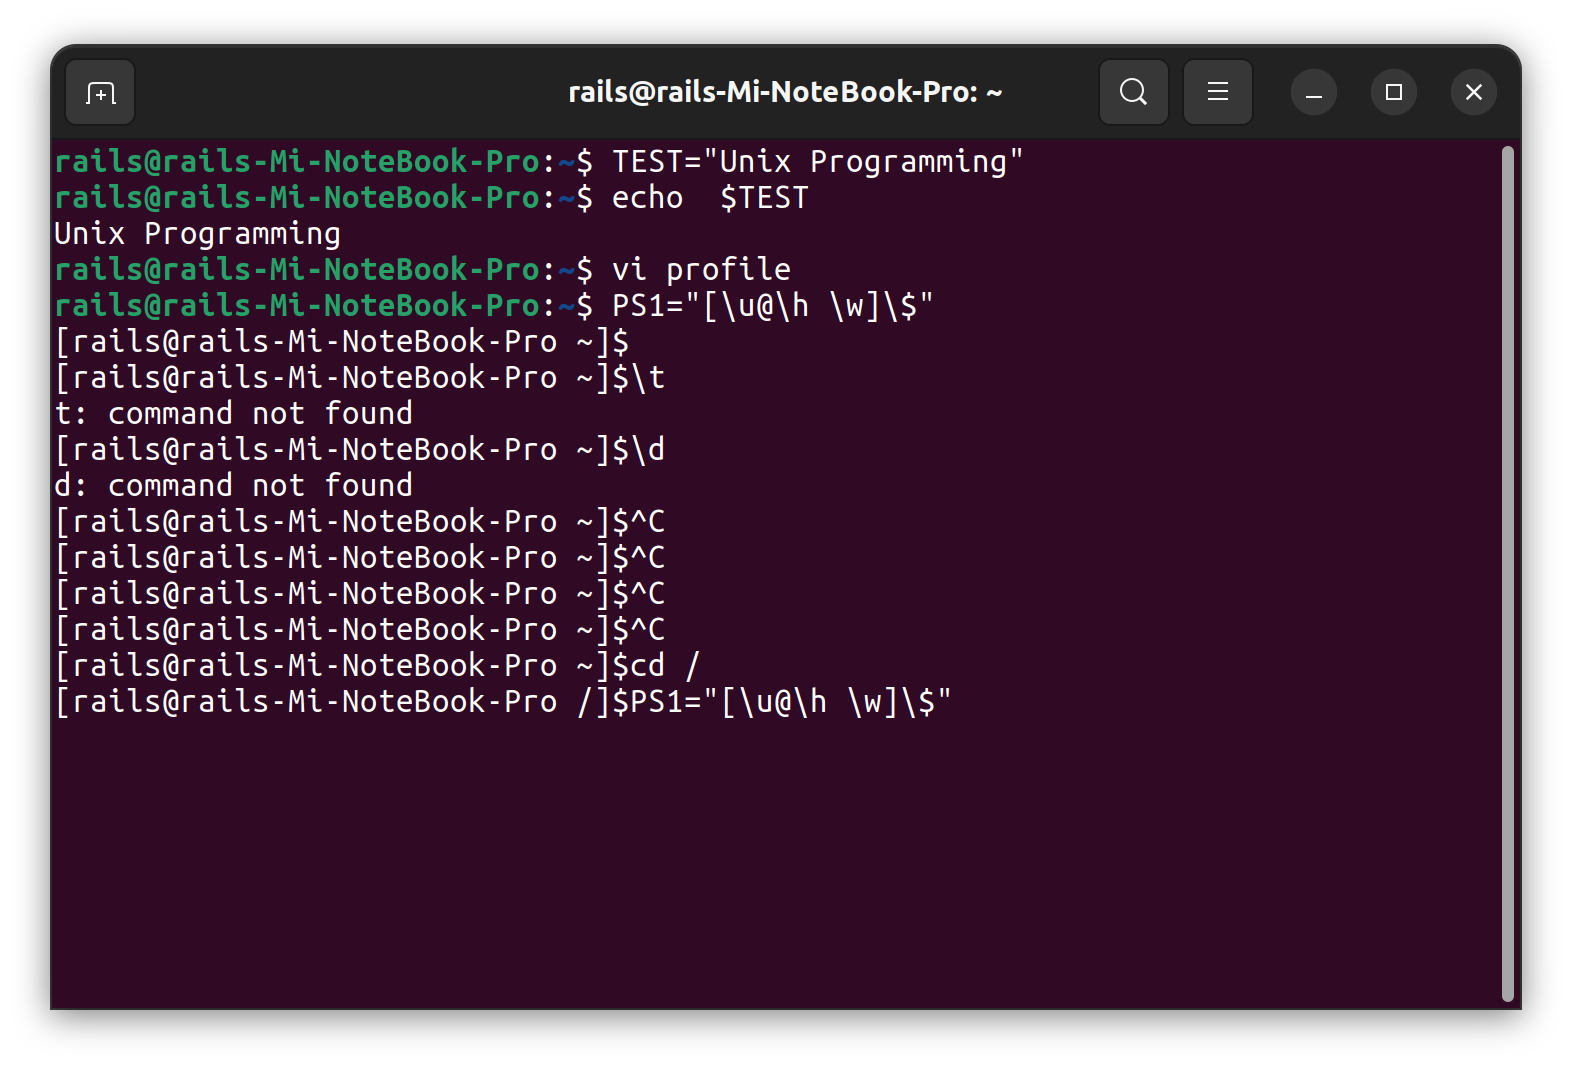 rails@rails-Mi-NoteBook-Pro: ~
rails@rails-Mi-NoteBook-Pro:~$ TEST="Unix Programming"
rails@rails-Mi-NoteBook-Pro:~$ echo  $TEST
Unix Programming
rails@rails-Mi-NoteBook-Pro:~$ vi profile
rails@rails-Mi-NoteBook-Pro:~$ PS1="[\u@\h \w]\$"
[rails@rails-Mi-NoteBook-Pro ~]$
[rails@rails-Mi-NoteBook-Pro ~]$\t
t: command not found
[rails@rails-Mi-NoteBook-Pro ~]$\d
d: command not found
[rails@rails-Mi-NoteBook-Pro ~]$^C
[rails@rails-Mi-NoteBook-Pro ~]$^C
[rails@rails-Mi-NoteBook-Pro ~]$^C
[rails@rails-Mi-NoteBook-Pro ~]$^C
[rails@rails-Mi-NoteBook-Pro ~]$cd /
[rails@rails-Mi-NoteBook-Pro /]$PS1="[\u@\h \w]\$"